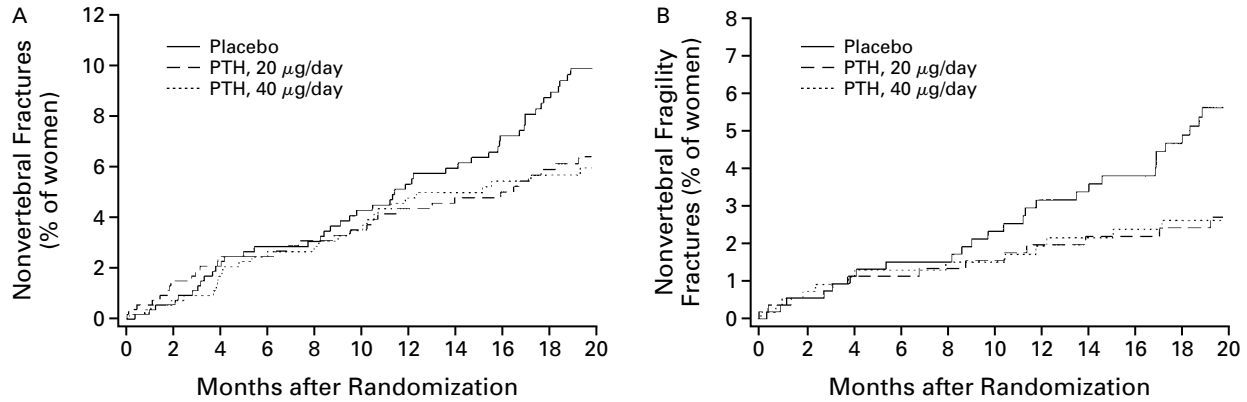 A
Nonvertebral Fractures
(% of women)
12
10
8
6
4
2
0
Placebo
PTH, 20 µg/day
PTH, 40 µg/day
0 2 4 6 8 10 12 14 16 18 20
Months after Randomization
B
Nonvertebral Fragility
Fractures (% of women)
8
7
6
5
4
3
2
1
0
Placebo
PTH, 20 µg/day
PTH, 40 µg/day
0 2 4 6 8 10 12 14 16 18 20
Months after Randomization